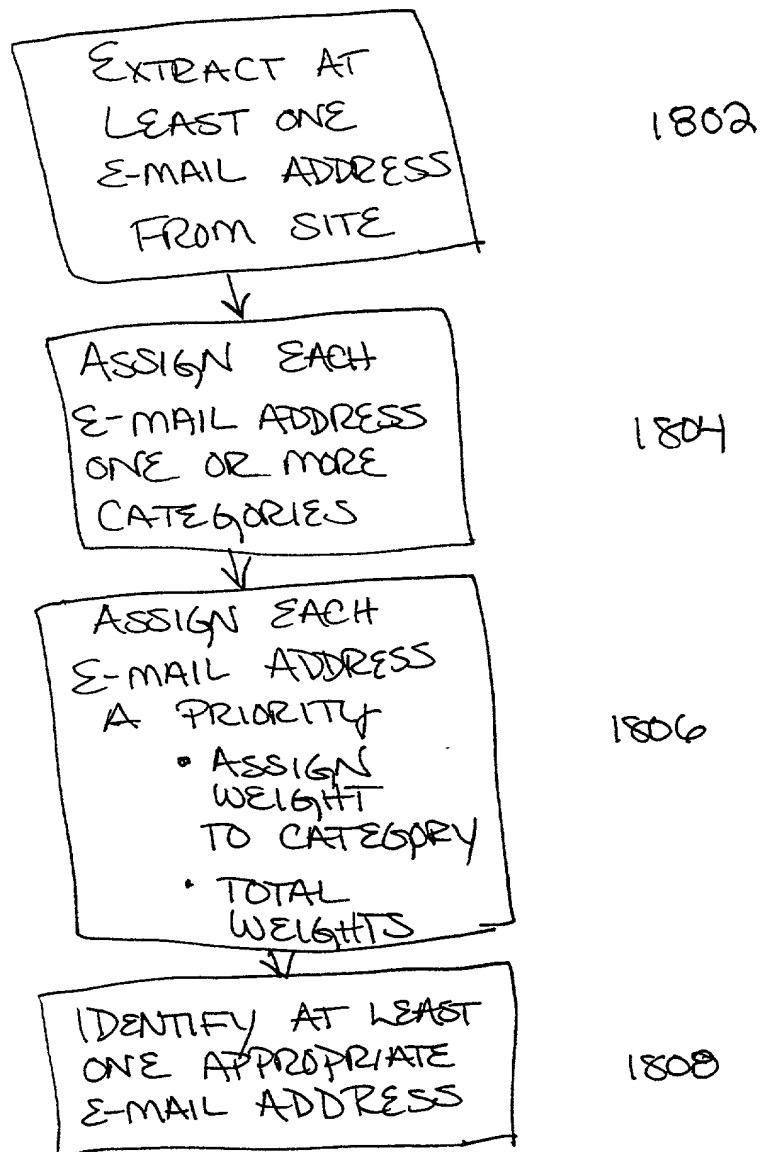 EXTRACT AT
LEAST ONE
E-MAIL ADDRESS
FROM SITE
1802
ASSIGN EACH
E-MAIL ADDRESS
ONE OR MORE
CATEGORIES
1804
ASSIGN EACH
E-MAIL ADDRESS
A PRIORITY
• ASSIGN
WEIGHT
TO CATEGORY
• TOTAL
WEIGHTS
1806
IDENTIFY AT LEAST
ONE APPROPRIATE
E-MAIL ADDRESS
1808